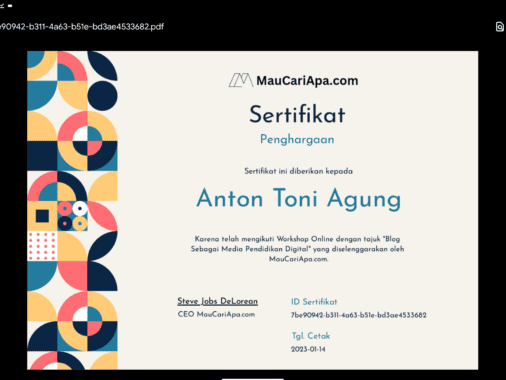 e90942-b311-4a63-b51e-bd3ae4533682.pdf
MauCariApa.com
Sertifikat
Penghargaan
Sertifikat ini diberikan kepada
Anton Toni Agung
Karena telah mengikuti Workshop Online dengan tajuk "Blog
Sebagai Media Pendidikan Digital" yang diselenggarakan oleh
MauCariApa.com.
Steve Jobs DeLorean
CEO MauCariApa.com
ID Sertifikat
7be90942-b311-4a63-b51e-bd3ae4533682
Tgl. Cetak
2023-01-14